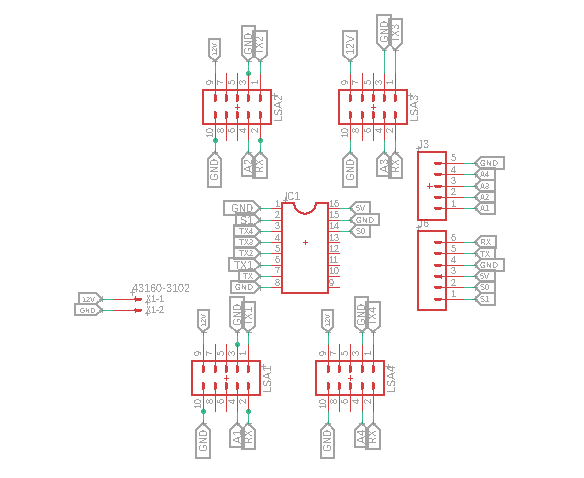 12V GND TX2
9 7 5 3 1
LSA2
10 8 6 4 2
GND A2 RX
12V GND TX3
9 7 5 3 1
LSA3
10 8 6 4 2
GND A3 RX
J3
5 GND
4 A4
3 A3
2 A2
1 A1
IC1
GND 1 16 5V
S1 2 15 GND
TX4 3 14 S0
TX3 4 13
TX2 5 12
TX1 6 11
TX 7 10
GND 8 9
J6
6 RX
5 TX
4 GND
3 5V
2 S0
1 S1
43160-3102
12V X1-1
GND X1-2
12V GND TX1
9 7 5 3 1
LSA1
10 8 6 4 2
GND A1 RX
12V GND TX4
9 7 5 3 1
LSA4
10 8 6 4 2
GND A4 RX